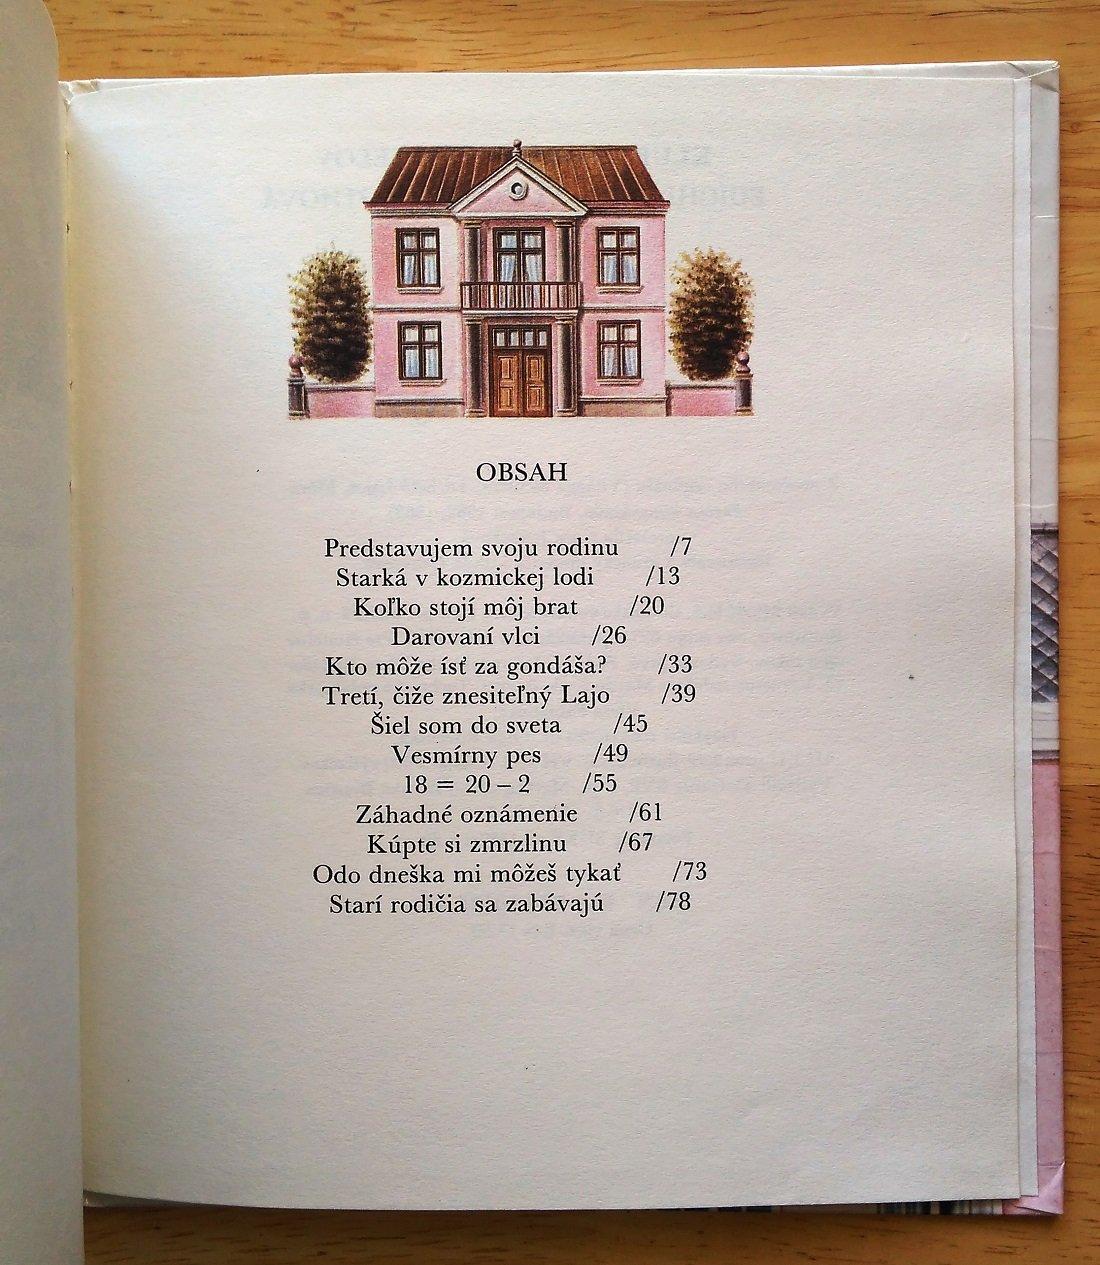 OBSAH
Predstavujem svoju rodinu /7
Starká v kozmickej lodi /13
Koľko stojí môj brat /20
Darovaní vlci /26
Kto môže ísť za gondáša? /33
Tretí, čiže znesiteľný Lajo /39
Šiel som do sveta /45
Vesmírny pes /49
18 = 20 – 2 /55
Záhadné oznámenie /61
Kúpte si zmrzlinu /67
Odo dneška mi môžeš tykať /73
Starí rodičia sa zabávajú /78